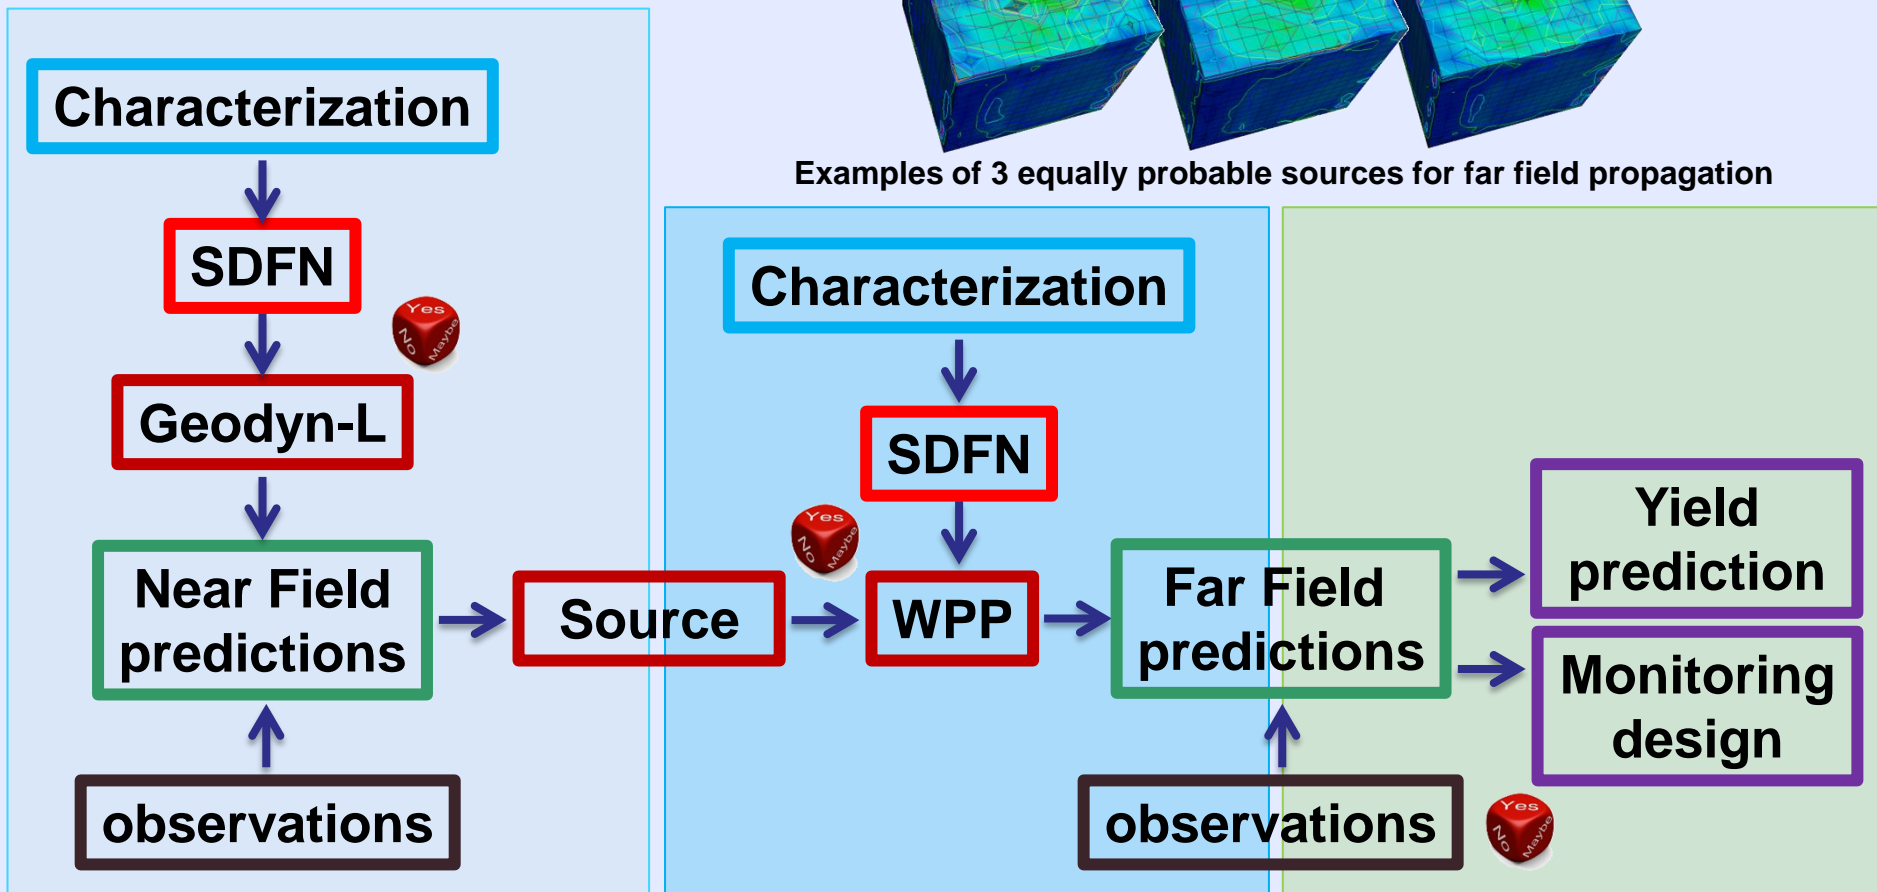 Examples of 3 equally probable sources for far field propagation
Characterization
SDFN
Yes
No
Maybe
Geodyn-L
Near Field
predictions
observations
Source
Characterization
SDFN
Yes
No
Maybe
WPP
Far Field
predictions
observations
Yes
No
Maybe
Yield
prediction
Monitoring
design